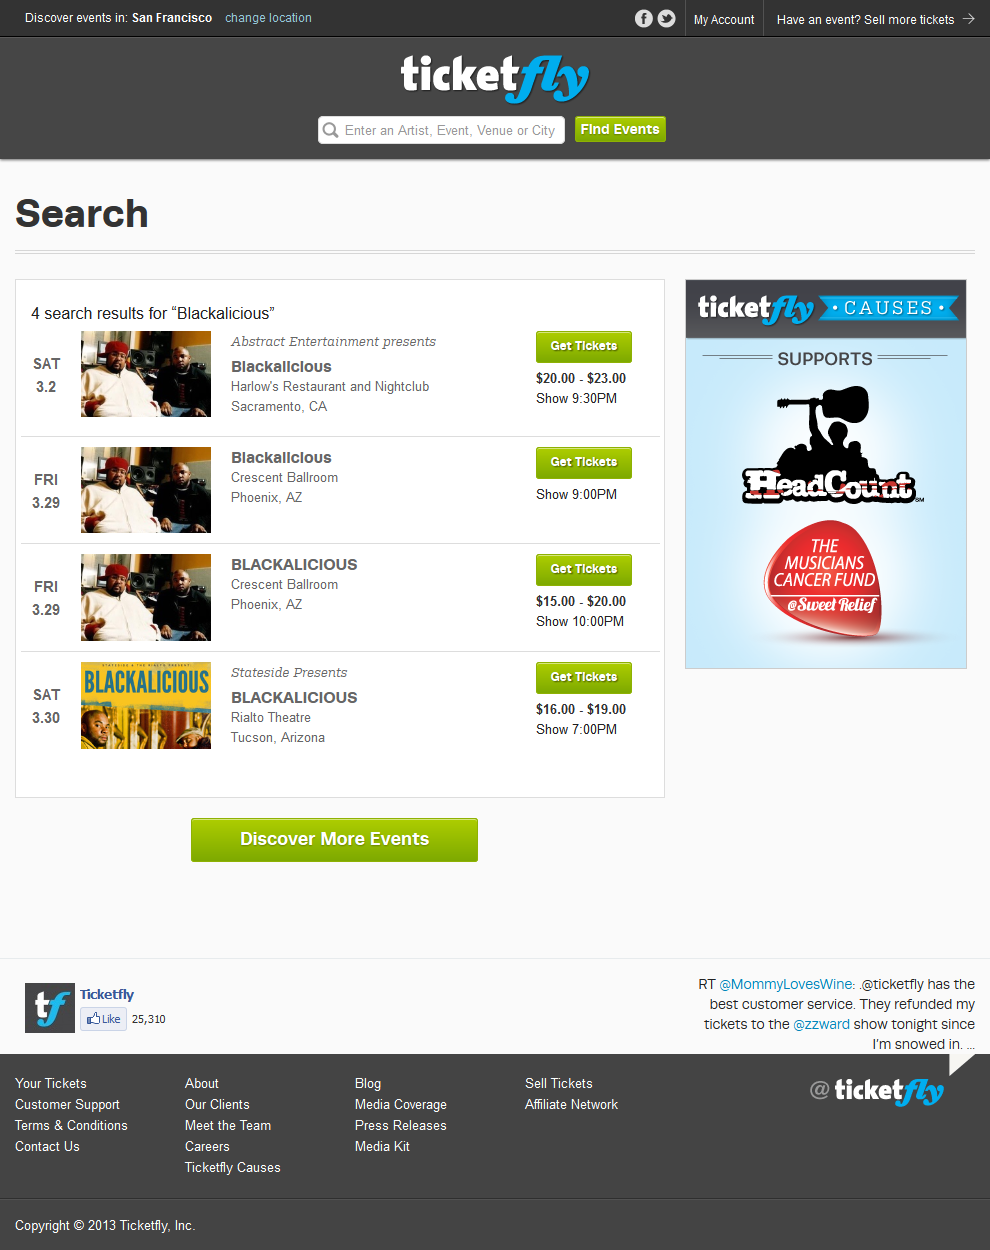 Discover events in: San Francisco change location
My Account
Have an event? Sell more tickets
ticketfly
Enter an Artist, Event, Venue or City
Find Events
Search
4 search results for “Blackalicious”
SAT
3.2
Abstract Entertainment presents
Blackalicious
Harlow's Restaurant and Nightclub
Sacramento, CA
Get Tickets
$20.00 - $23.00
Show 9:30PM
FRI
3.29
Blackalicious
Crescent Ballroom
Phoenix, AZ
Get Tickets
Show 9:00PM
FRI
3.29
BLACKALICIOUS
Crescent Ballroom
Phoenix, AZ
Get Tickets
$15.00 - $20.00
Show 10:00PM
SAT
3.30
STATESIDE & THE RIALTO PRESENT
BLACKALICIOUS
Stateside Presents
BLACKALICIOUS
Rialto Theatre
Tucson, Arizona
Get Tickets
$16.00 - $19.00
Show 7:00PM
Discover More Events
ticketfly CAUSES
SUPPORTS
HeadCount SM
THE
MUSICIANS
CANCER FUND
@ Sweet Relief
tf
Ticketfly
Like 25,310
RT @MommyLovesWine: .@ticketfly has the
best customer service. They refunded my
tickets to the @zzward show tonight since
I'm snowed in. ...
@ticketfly
Your Tickets
Customer Support
Terms & Conditions
Contact Us
About
Our Clients
Meet the Team
Careers
Ticketfly Causes
Blog
Media Coverage
Press Releases
Media Kit
Sell Tickets
Affiliate Network
Copyright © 2013 Ticketfly, Inc.